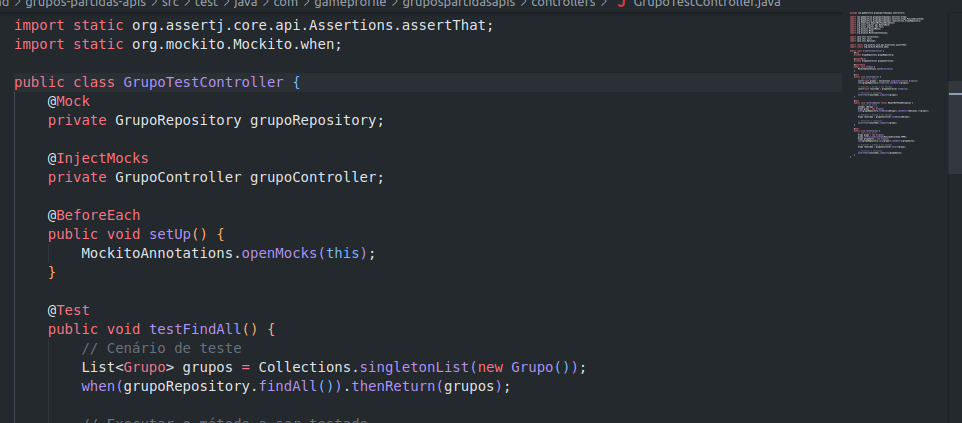 grupos-partidas-apis > src > test > java > com > gameprofile > grupospartidasapis > controllers > J GrupoTestController.java
import static org.assertj.core.api.Assertions.assertThat;
import static org.mockito.Mockito.when;
public class GrupoTestController {
@Mock
private GrupoRepository grupoRepository;
@InjectMocks
private GrupoController grupoController;
@BeforeEach
public void setUp() {
MockitoAnnotations.openMocks(this);
}
@Test
public void testFindAll() {
// Cenário de teste
List<Grupo> grupos = Collections.singletonList(new Grupo());
when(grupoRepository.findAll()).thenReturn(grupos);
// Executar o método a ser testado